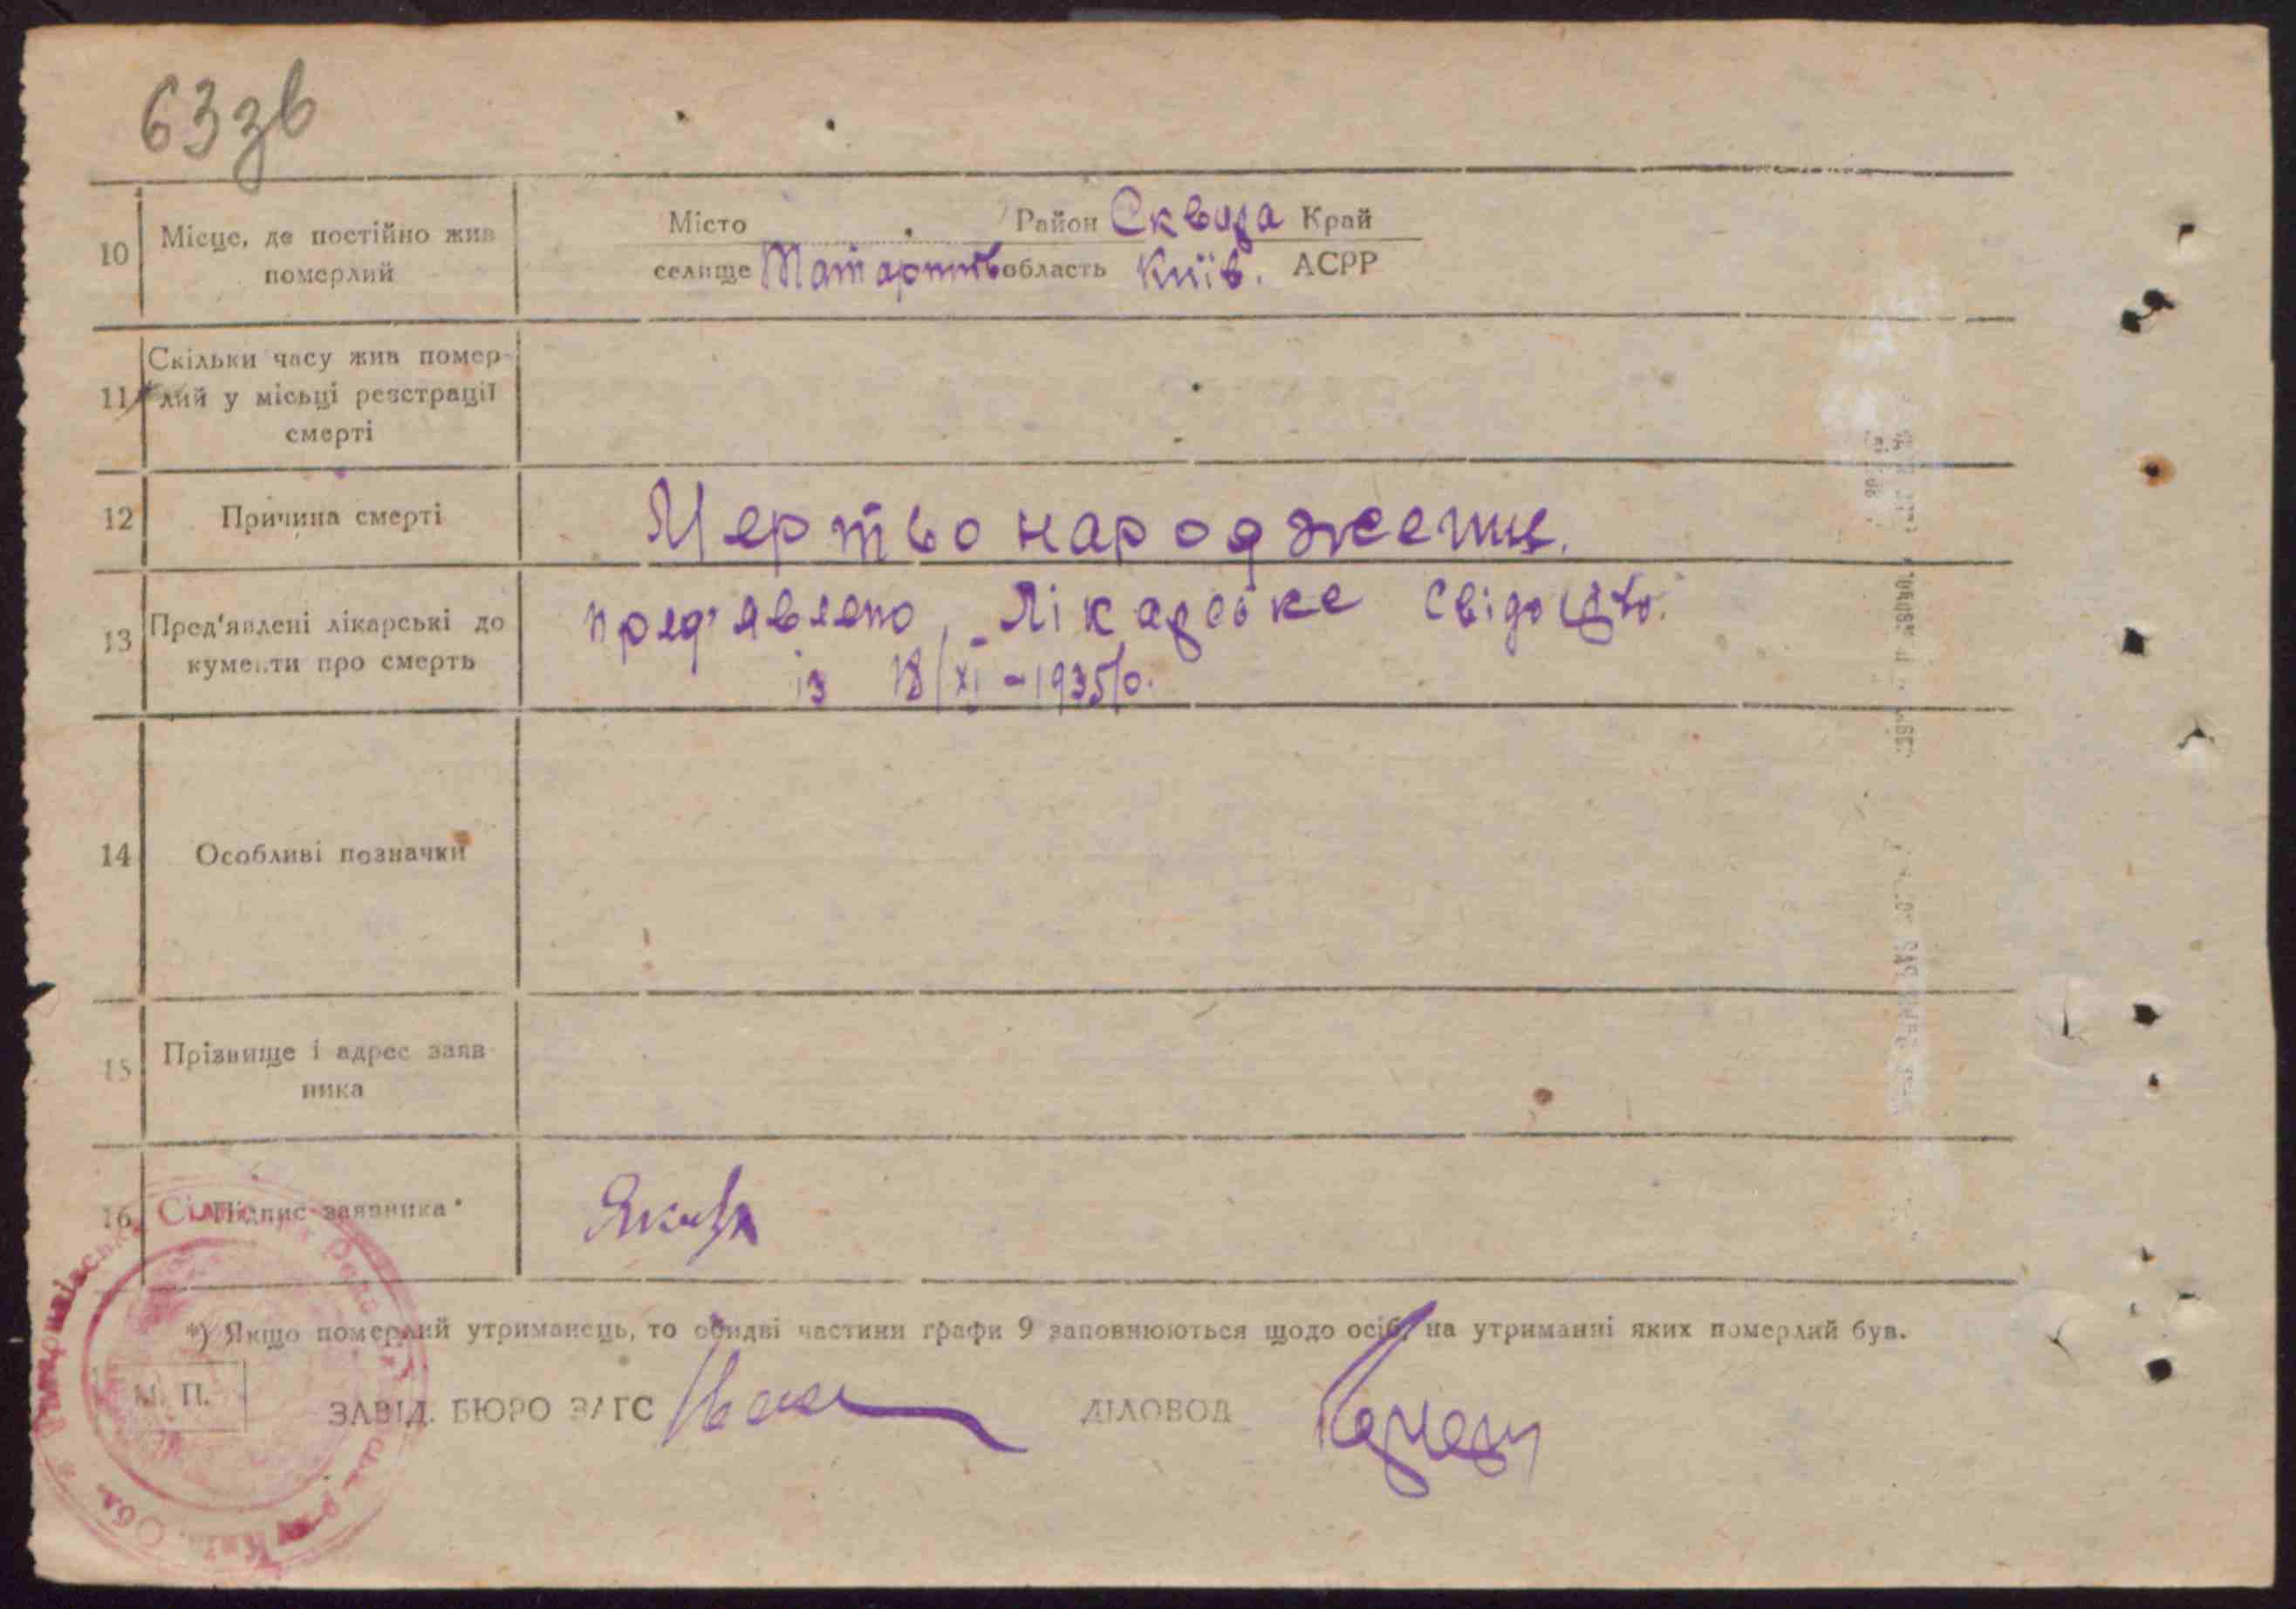 63зв
10 Місце, де постійно жив померлий
Місто Район Сквира Край
селище область Київ. АСРР
11 Скільки часу жив помер-
лий у місці реєстрації
смерті
12 Причина смерті Мертво народжение.
13 Пред'явлені лікарські до
кументи про смерть
пред'явлено, Лікарське
із 18/XI-1935/о.
14 Особливі позначки
15 Прізвище і адрес заяв
ника
16 Підпис заявника*
*) Якщо померлий утриманець, то обидві частини графи 9 заповнюються щодо осіб, на утриманні яких померлий був.
М. П.
ЗАВІД. БЮРО ЗАГС ДІЛОВОД